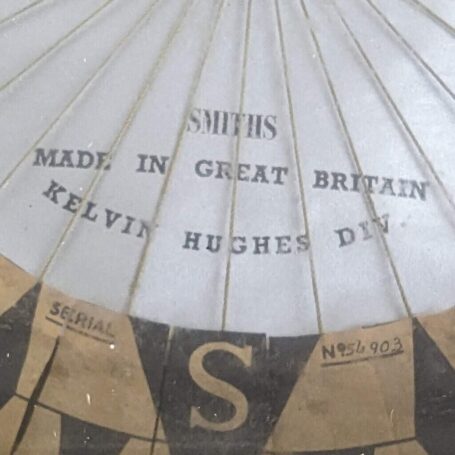 SMITHS
MADE IN GREAT BRITAIN
KELVIN HUGHES DIV.
SERIAL
S
Nº 54903